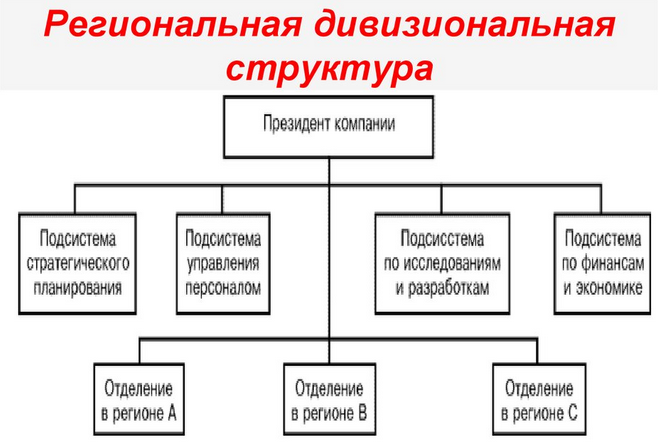 Региональная дивизиональная
структура
Президент компании
Подсистема
стратегического
планирования
Подсистема
управления
персоналом
Подсисстема
по исследованиям
и разработкам
Подсистема
по финансам
и экономике
Отделение
в регионе А
Отделение
в регионе В
Отделение
в регионе С